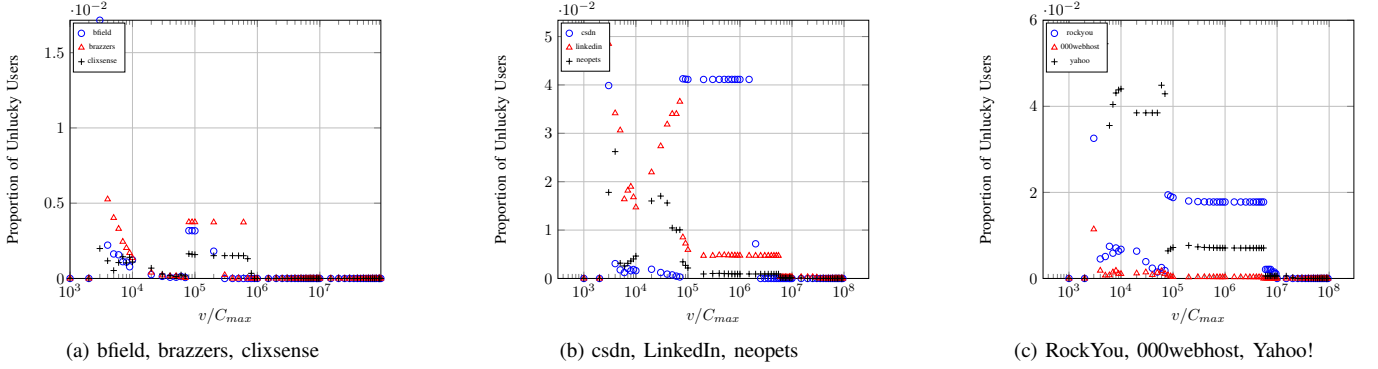 ·10⁻²
1.5
1
0.5
0
10³
10⁴
10⁵
10⁶
10⁷
bfield
brazzers
clixsense
Proportion of Unlucky Users
v/C_max
(a) bfield, brazzers, clixsense
·10⁻²
5
4
3
2
1
0
10³
10⁴
10⁵
10⁶
10⁷
10⁸
csdn
linkedin
neopets
Proportion of Unlucky Users
v/C_max
(b) csdn, LinkedIn, neopets
·10⁻²
6
4
2
0
10³
10⁴
10⁵
10⁶
10⁷
10⁸
rockyou
000webhost
yahoo
Proportion of Unlucky Users
v/C_max
(c) RockYou, 000webhost, Yahoo!